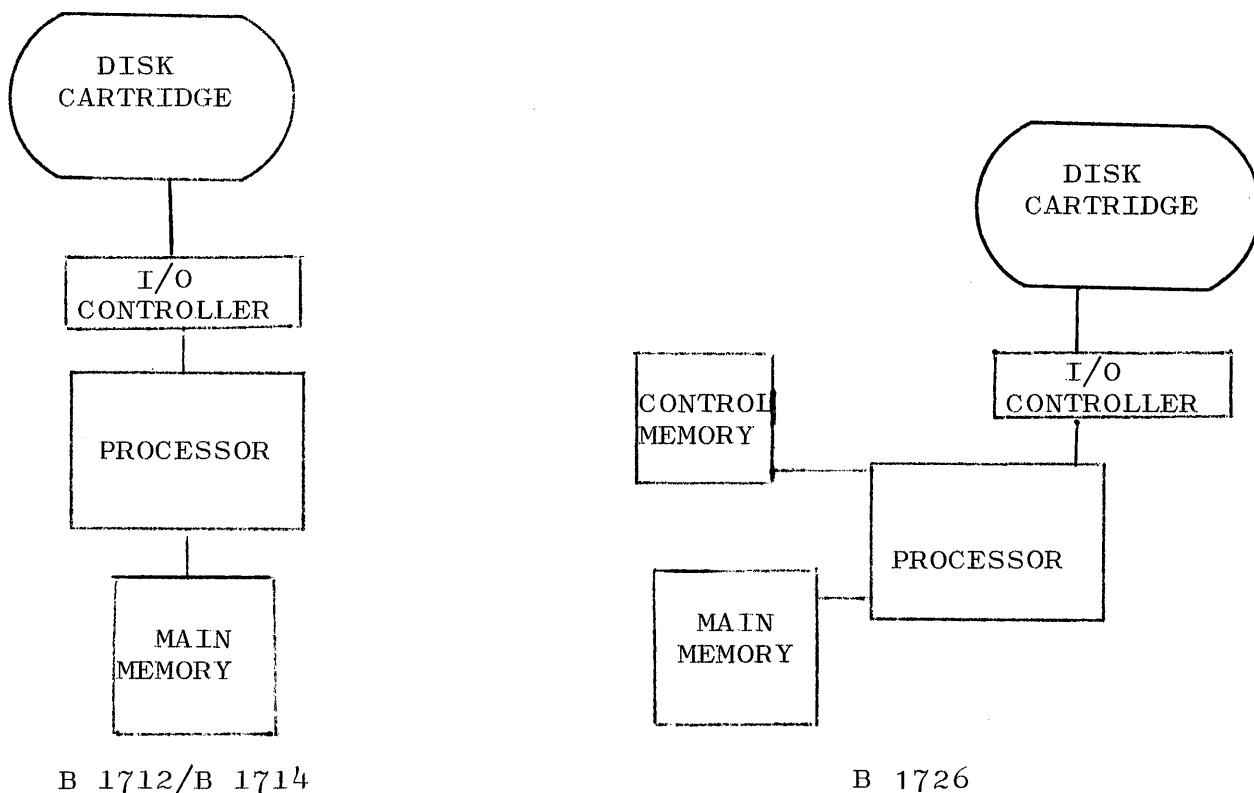 DISK
CARTRIDGE
I/O
CONTROLLER
PROCESSOR
MAIN
MEMORY
B 1712/B 1714
DISK
CARTRIDGE
I/O
CONTROLLER
CONTROL
MEMORY
PROCESSOR
MAIN
MEMORY
B 1726